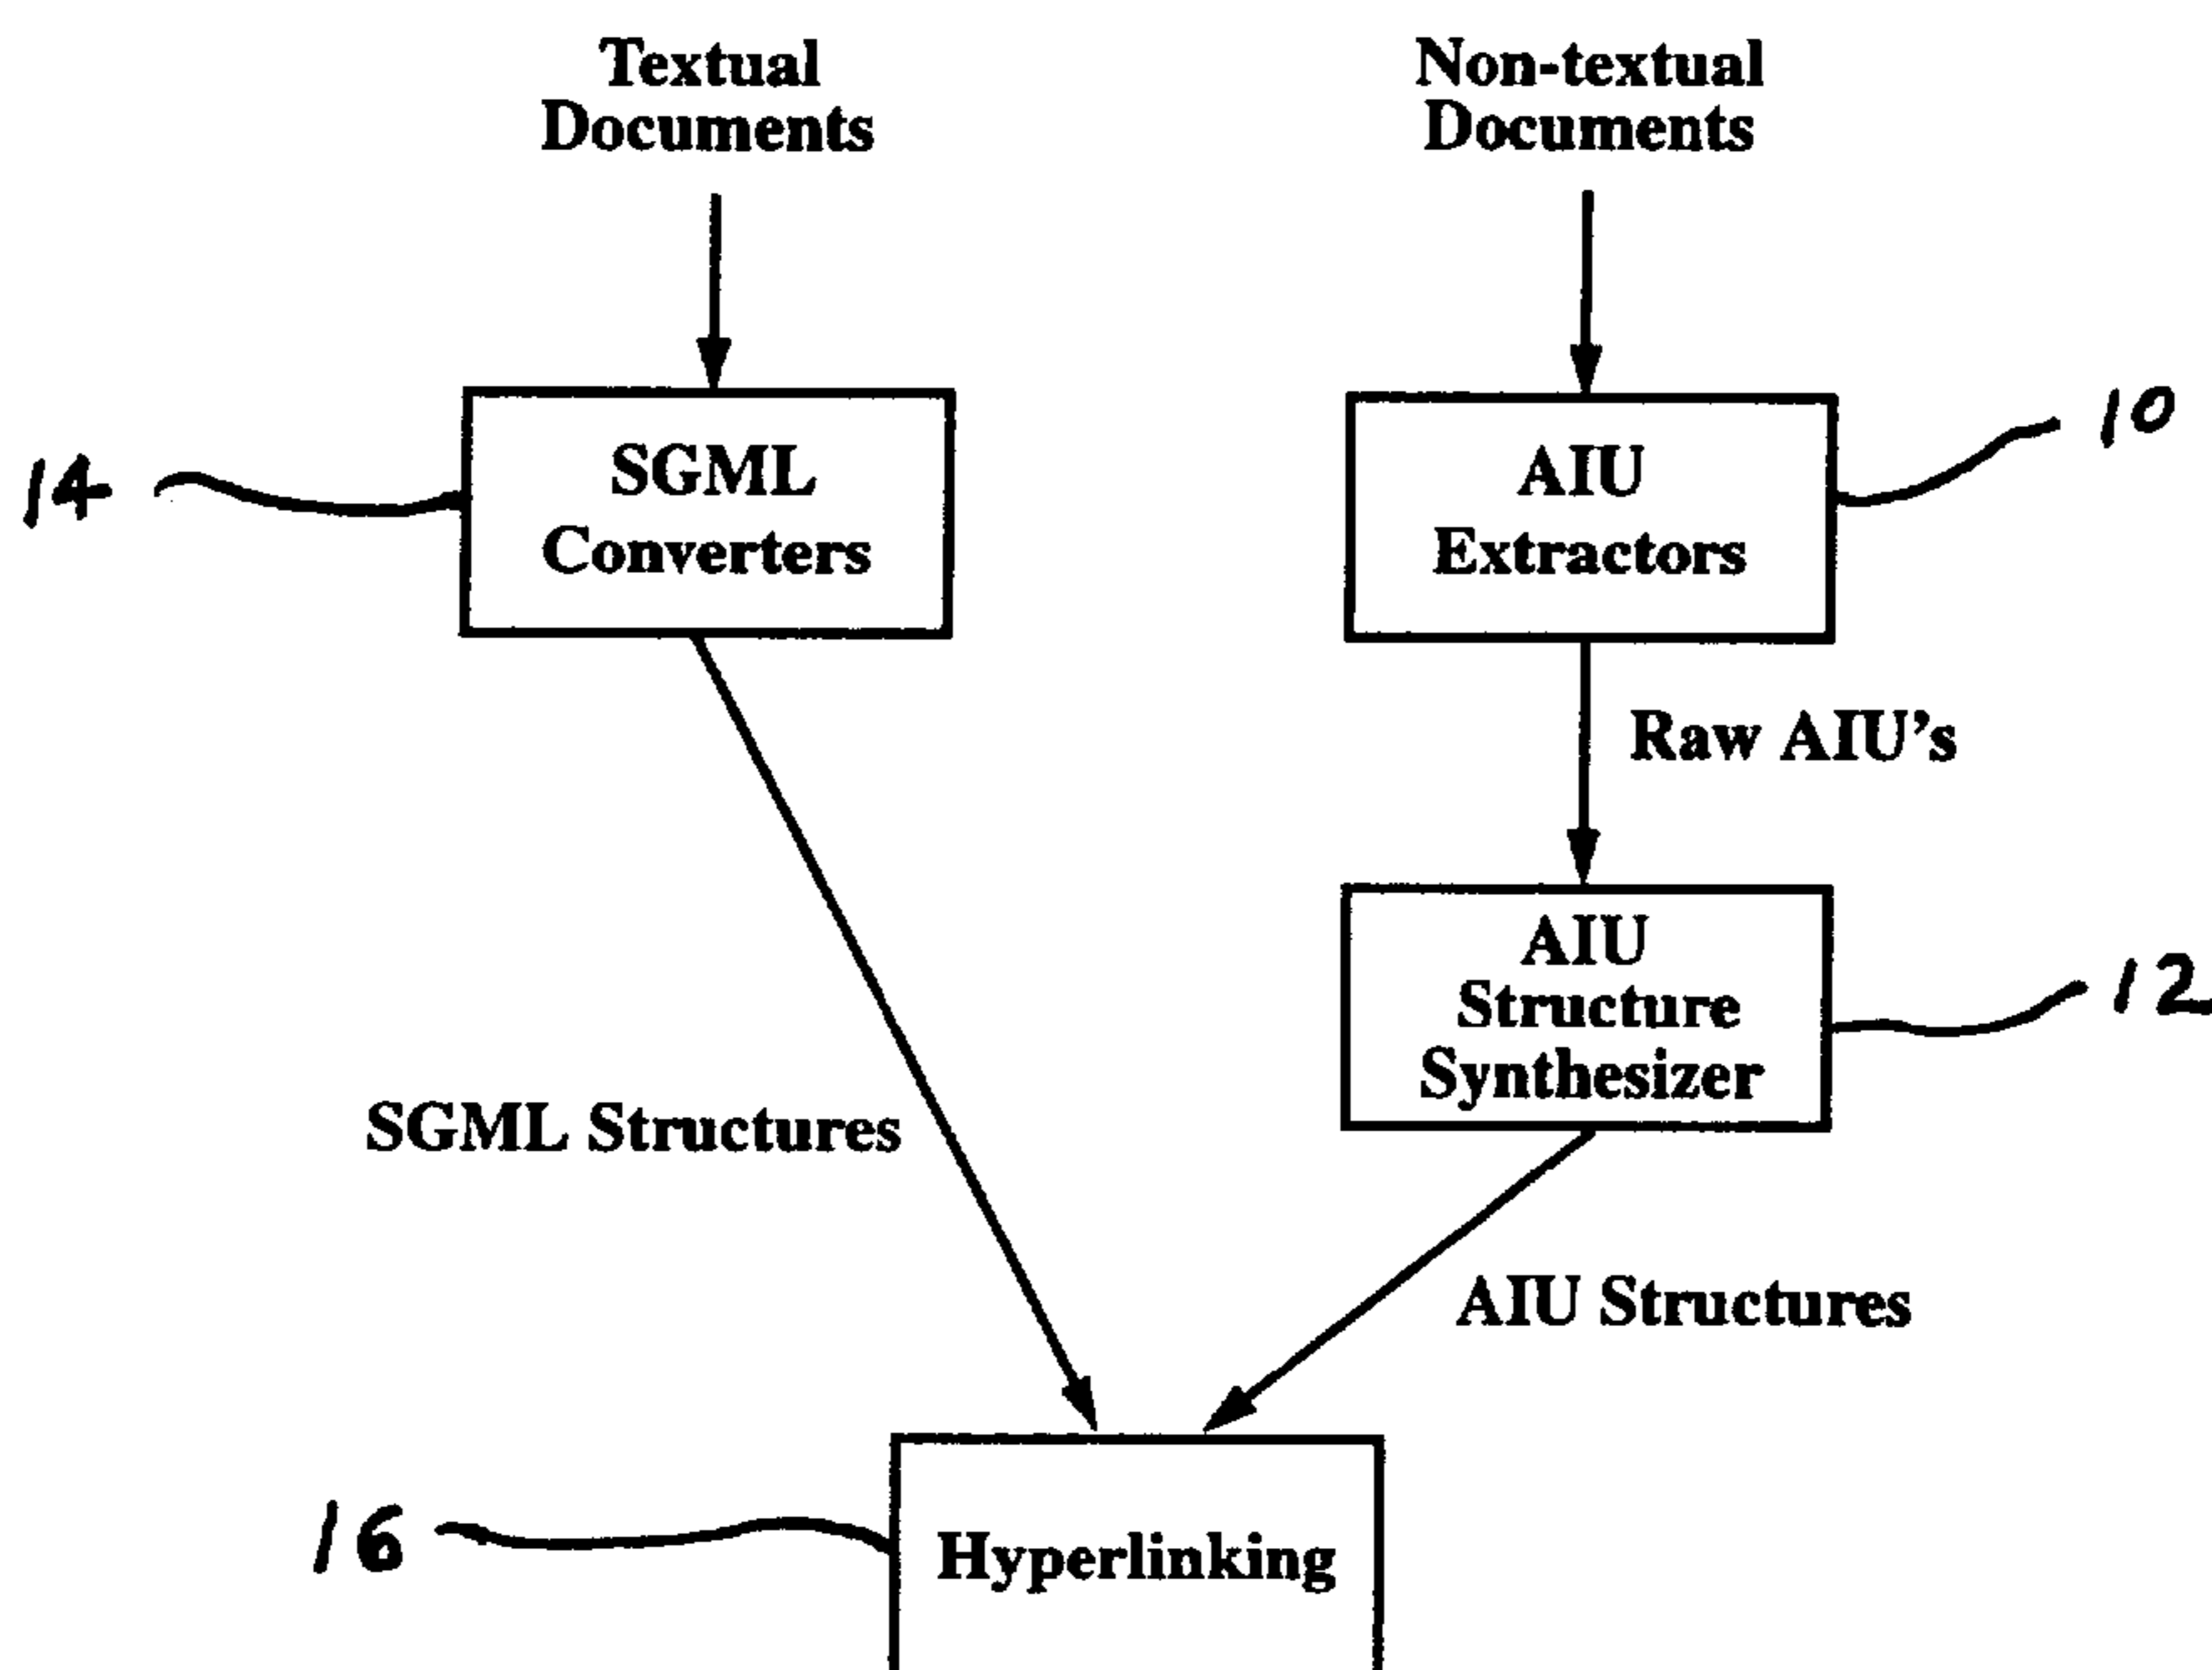 Textual
Documents
Non-textual
Documents
14
SGML
Converters
AIU
Extractors
10
Raw AIU's
AIU
Structure
Synthesizer
12
SGML Structures
AIU Structures
16
Hyperlinking